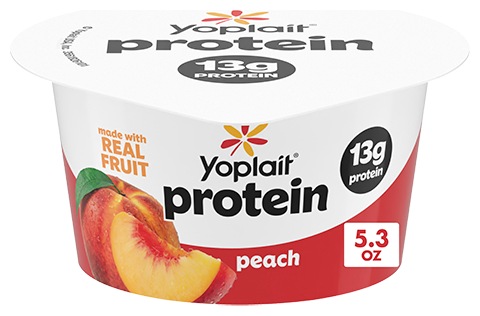 Yoplait®
protein
13g
PROTEIN
made with
REAL
FRUIT
Yoplait®
protein
13g
protein
peach
5.3
OZ